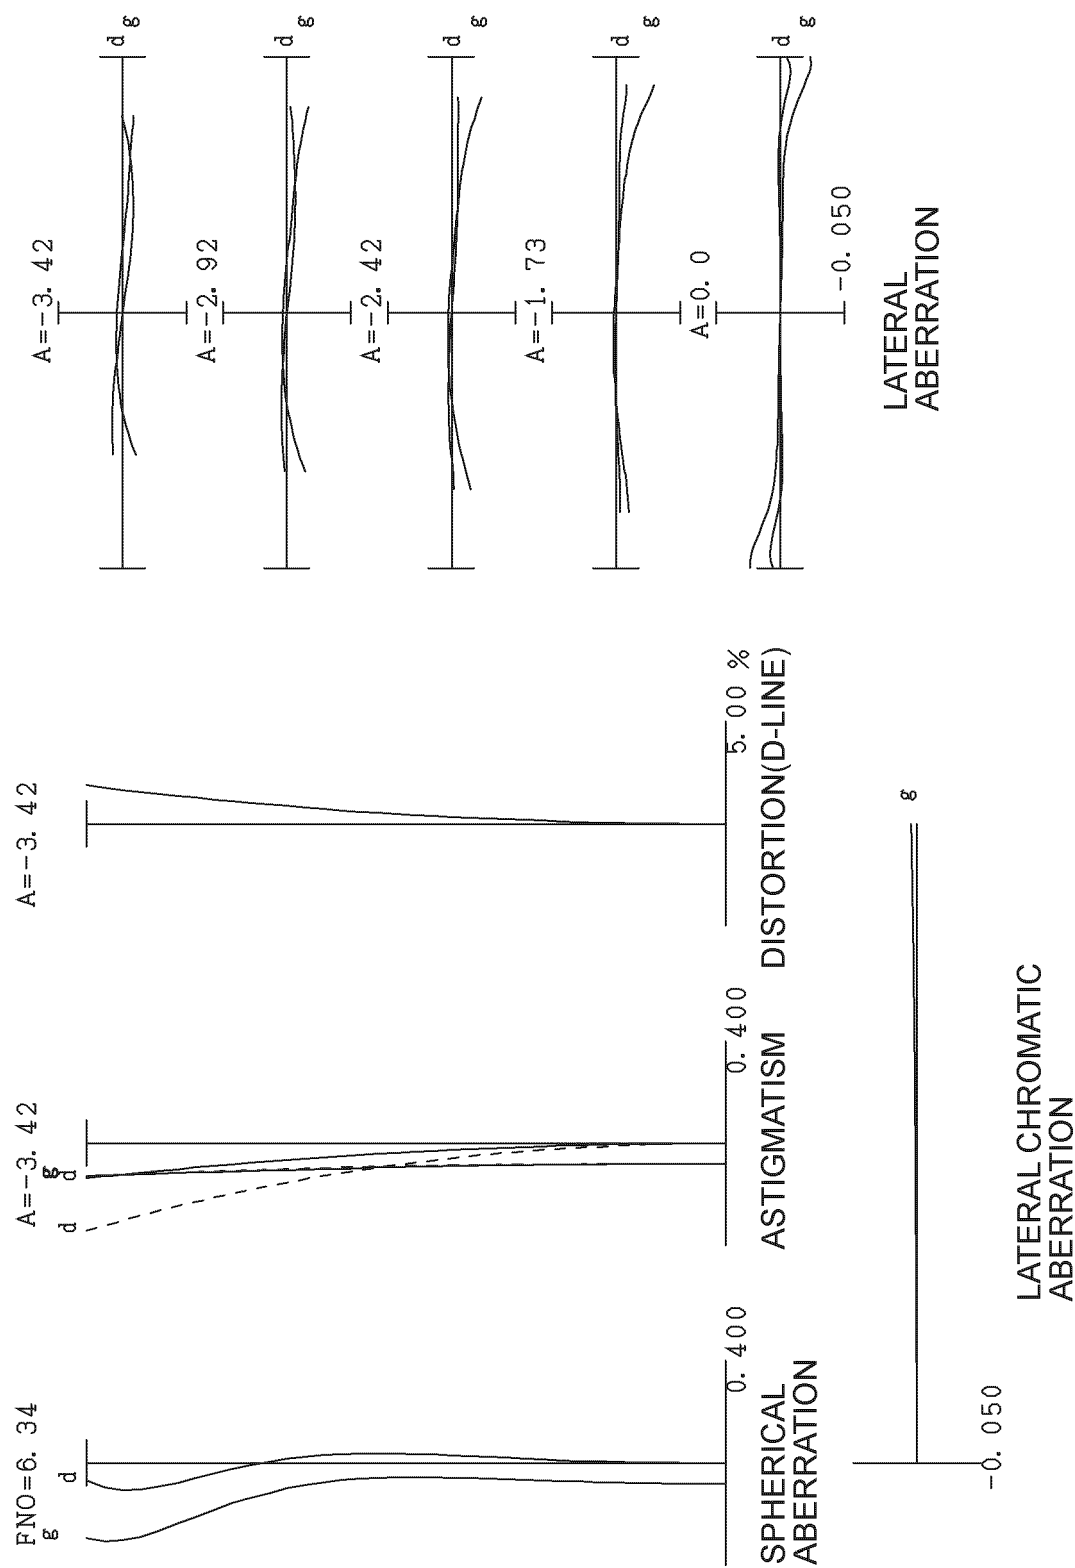 FNO=6. 34
g
d
0. 400
SPHERICAL
ABERRATION
A=-3. 42
d
g
d
0. 400
ASTIGMATISM
A=-3. 42
5. 00 %
DISTORTION(D-LINE)
-0. 050
g
LATERAL CHROMATIC
ABERRATION
A=-3. 42
d
g
A=-2. 92
d
g
A=-2. 42
d
g
A=-1. 73
d
g
A=0. 0
d
g
-0. 050
LATERAL
ABERRATION